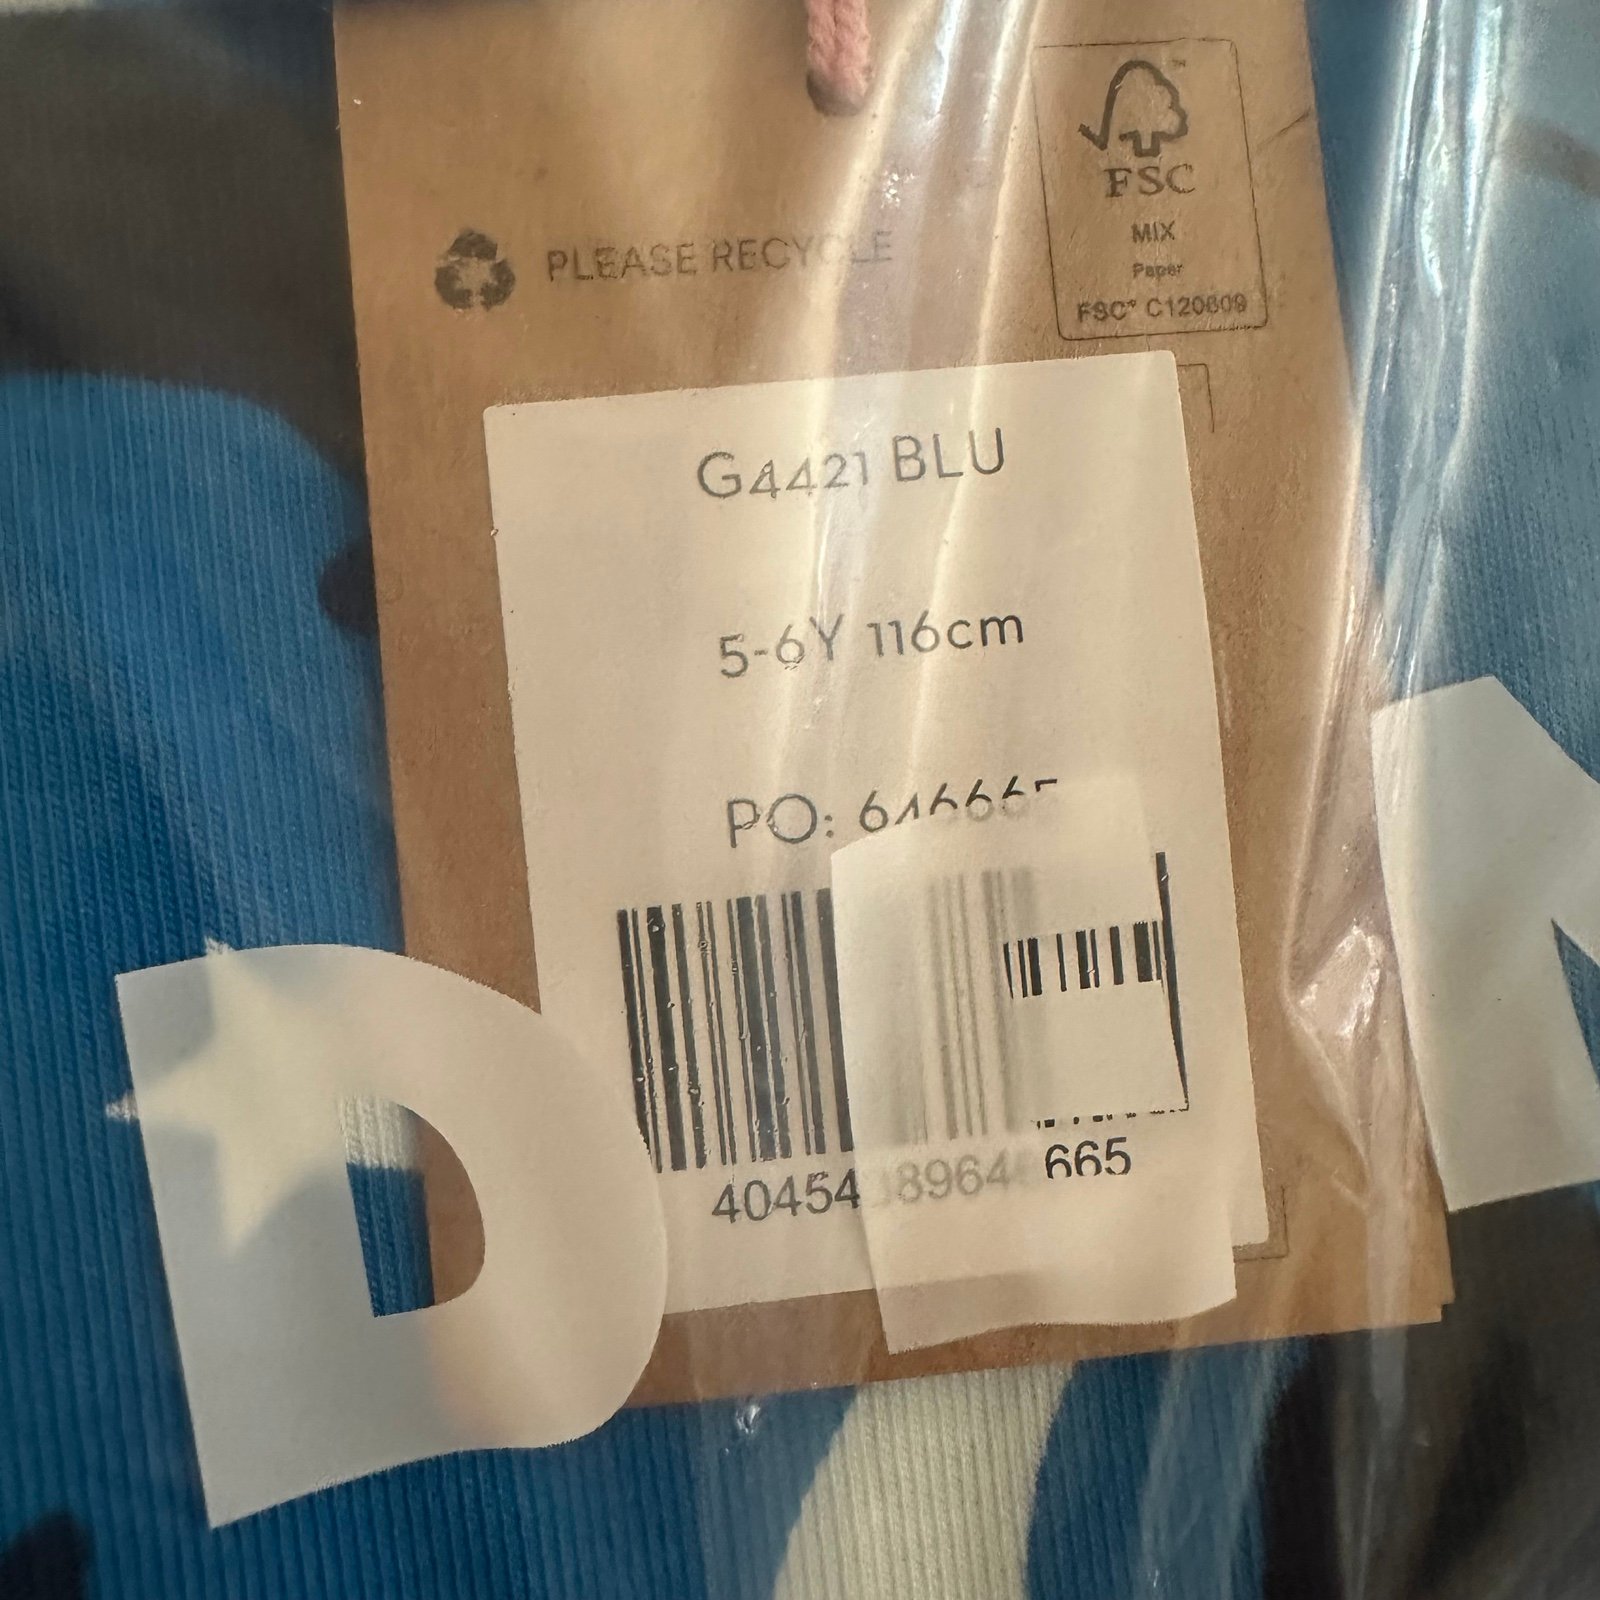 FSC
MIX
Paper
FSC® C120609
PLEASE RECYCLE
G4421 BLU
5-6Y 116cm
PO:
D